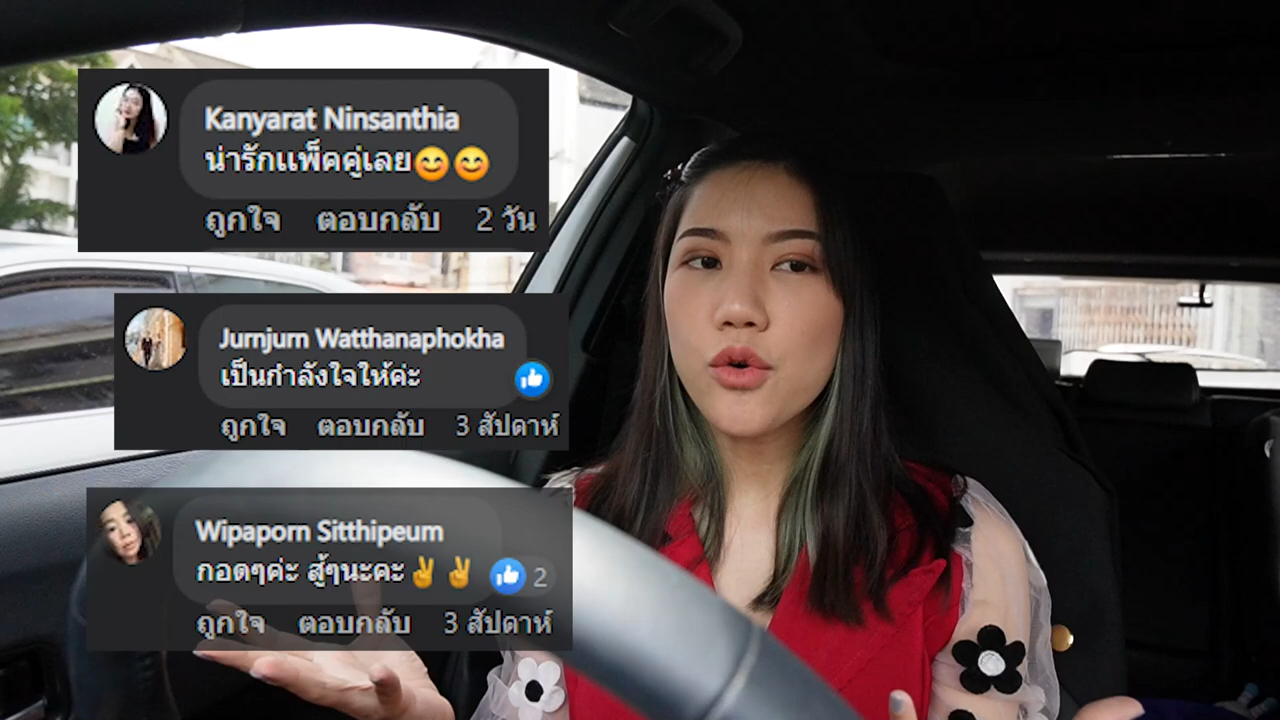 Kanyarat Ninsanthia
น่ารักแพ็คคู่เลย😊😊
ถูกใจ ตอบกลับ 2 วัน
Jurnjurn Watthanaphokha
เป็นกำลังใจให้ค่ะ
ถูกใจ ตอบกลับ 3 สัปดาห์
Wipaporn Sitthipeum
กอดๆค่ะ สู้ๆนะคะ✌️✌️ 2
ถูกใจ ตอบกลับ 3 สัปดาห์